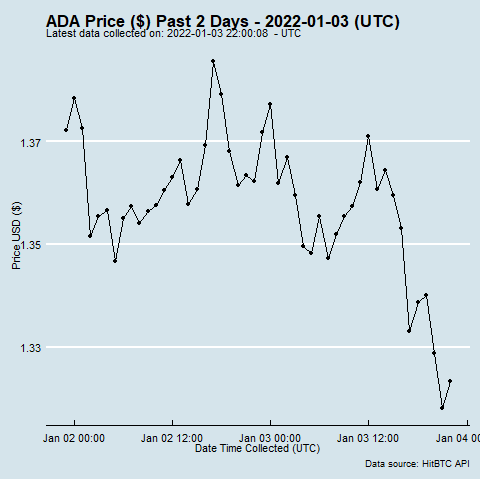 ADA Price ($) Past 2 Days - 2022-01-03 (UTC)
Latest data collected on: 2022-01-03 22:00:08 - UTC
1.37
1.35
1.33
Price USD ($)
Jan 02 00:00 Jan 02 12:00 Jan 03 00:00 Jan 03 12:00 Jan 04 00
Date Time Collected (UTC)
Data source: HitBTC API